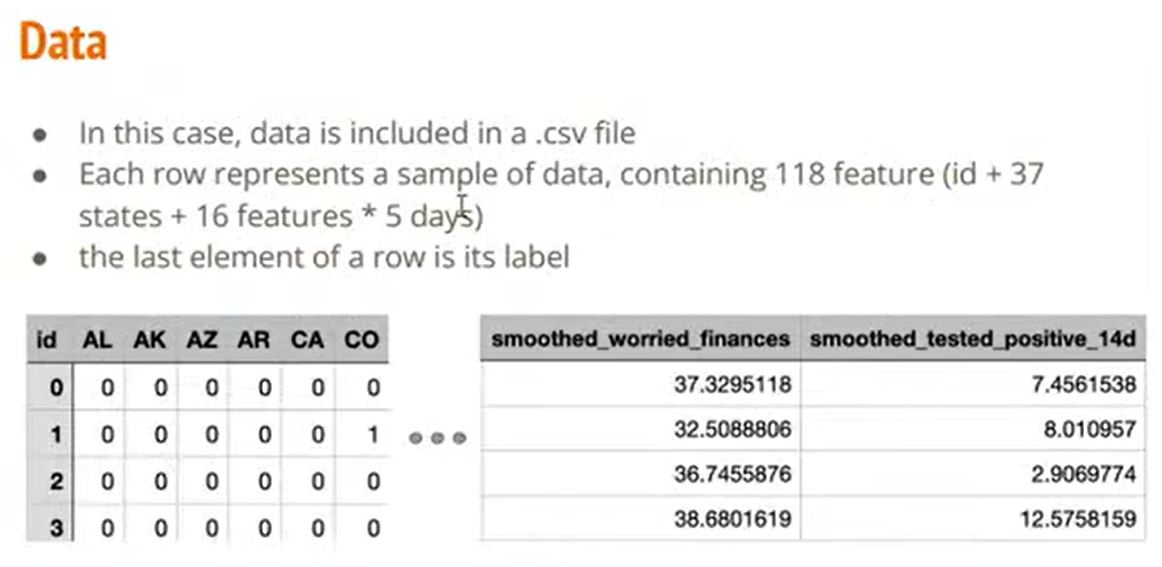 Data
• In this case, data is included in a .csv file
• Each row represents a sample of data, containing 118 feature (id + 37
states + 16 features * 5 days)
• the last element of a row is its label
id AL AK AZ AR CA CO smoothed_worried_finances smoothed_tested_positive_14d
0 0 0 0 0 0 0 37.3295118 7.4561538
1 0 0 0 0 0 1 ●●● 32.5088806 8.010957
2 0 0 0 0 0 0 36.7455876 2.9069774
3 0 0 0 0 0 0 38.6801619 12.5758159